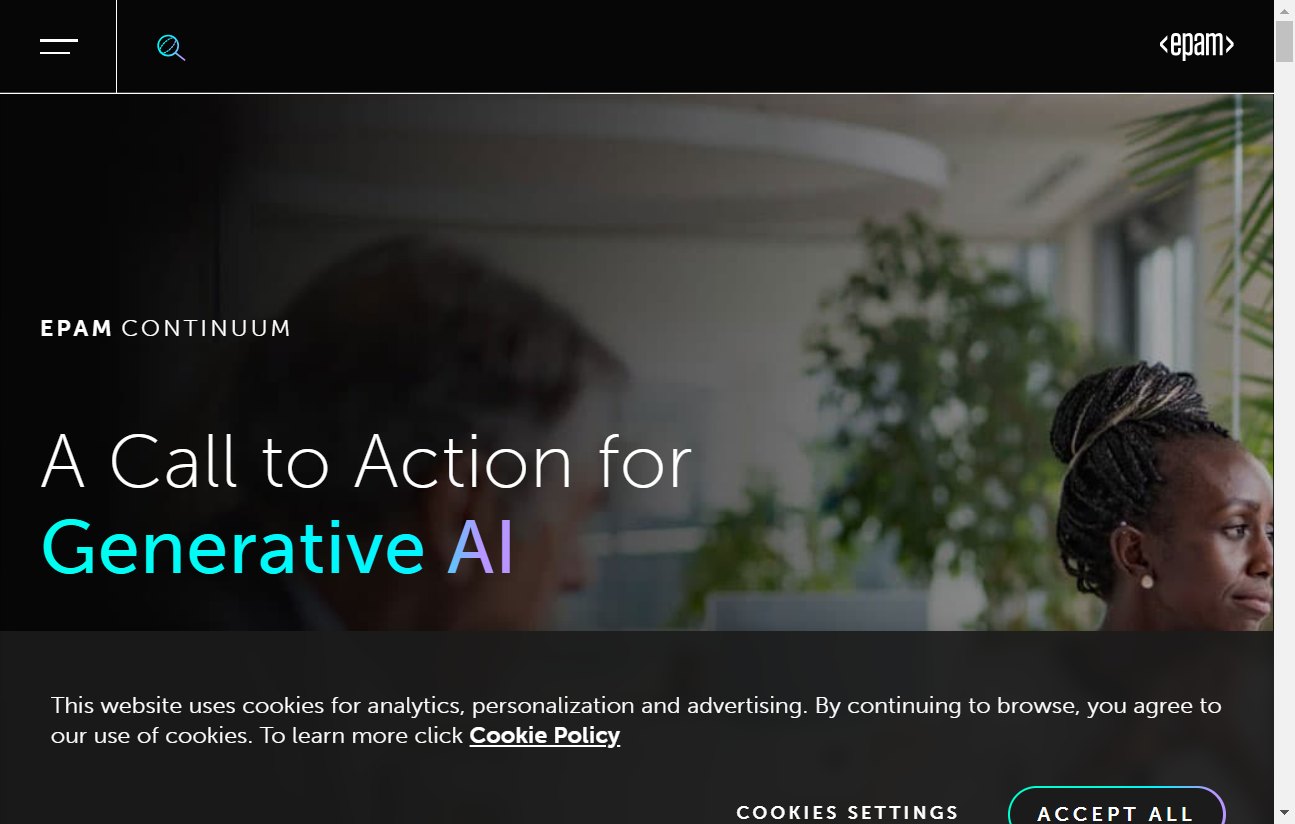 <epam>
EPAM CONTINUUM
A Call to Action for
Generative AI
This website uses cookies for analytics, personalization and advertising. By continuing to browse, you agree to
our use of cookies. To learn more click Cookie Policy
COOKIES SETTINGS
ACCEPT ALL